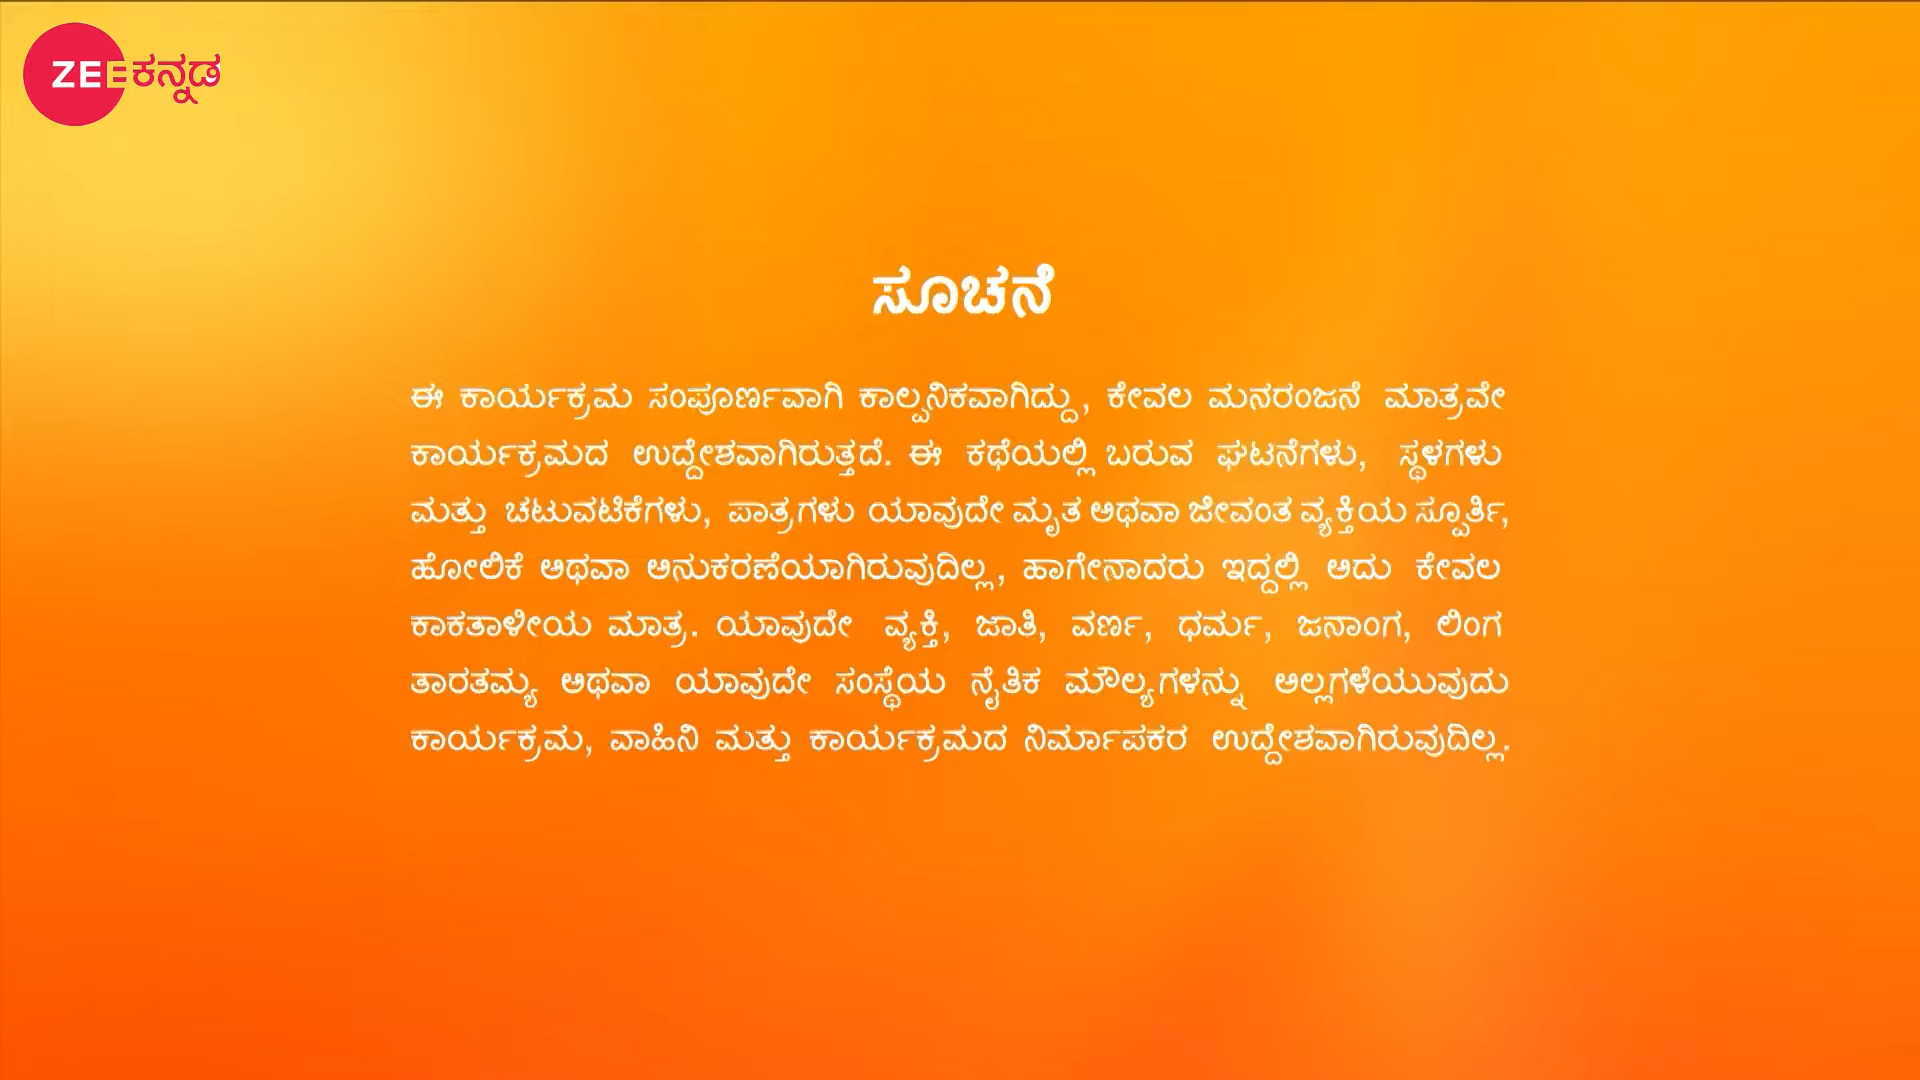 ZEEಕನ್ನಡ
ಸೂಚನೆ
ಈ ಕಾರ್ಯಕ್ರಮ ಸಂಪೂರ್ಣವಾಗಿ ಕಾಲ್ಪನಿಕವಾಗಿದ್ದು, ಕೇವಲ ಮನರಂಜನೆ ಮಾತ್ರವೇ
ಕಾರ್ಯಕ್ರಮದ ಉದ್ದೇಶವಾಗಿರುತ್ತದೆ. ಈ ಕಥೆಯಲ್ಲಿ ಬರುವ ಘಟನೆಗಳು, ಸ್ಥಳಗಳು
ಮತ್ತು ಚಟುವಟಿಕೆಗಳು, ಪಾತ್ರಗಳು ಯಾವುದೇ ಮೃತ ಅಥವಾ ಜೀವಂತ ವ್ಯಕ್ತಿಯ ಸ್ಪೂರ್ತಿ,
ಹೋಲಿಕೆ ಅಥವಾ ಅನುಕರಣೆಯಾಗಿರುವುದಿಲ್ಲ, ಹಾಗೇನಾದರು ಇದ್ದಲ್ಲಿ ಅದು ಕೇವಲ
ಕಾಕತಾಳೀಯ ಮಾತ್ರ. ಯಾವುದೇ ವ್ಯಕ್ತಿ, ಜಾತಿ, ವರ್ಣ, ಧರ್ಮ, ಜನಾಂಗ, ಲಿಂಗ
ತಾರತಮ್ಯ ಅಥವಾ ಯಾವುದೇ ಸಂಸ್ಥೆಯ ನೈತಿಕ ಮೌಲ್ಯಗಳನ್ನು ಅಲ್ಲಗಳೆಯುವುದು
ಕಾರ್ಯಕ್ರಮ, ವಾಹಿನಿ ಮತ್ತು ಕಾರ್ಯಕ್ರಮದ ನಿರ್ಮಾಪಕರ ಉದ್ದೇಶವಾಗಿರುವುದಿಲ್ಲ.